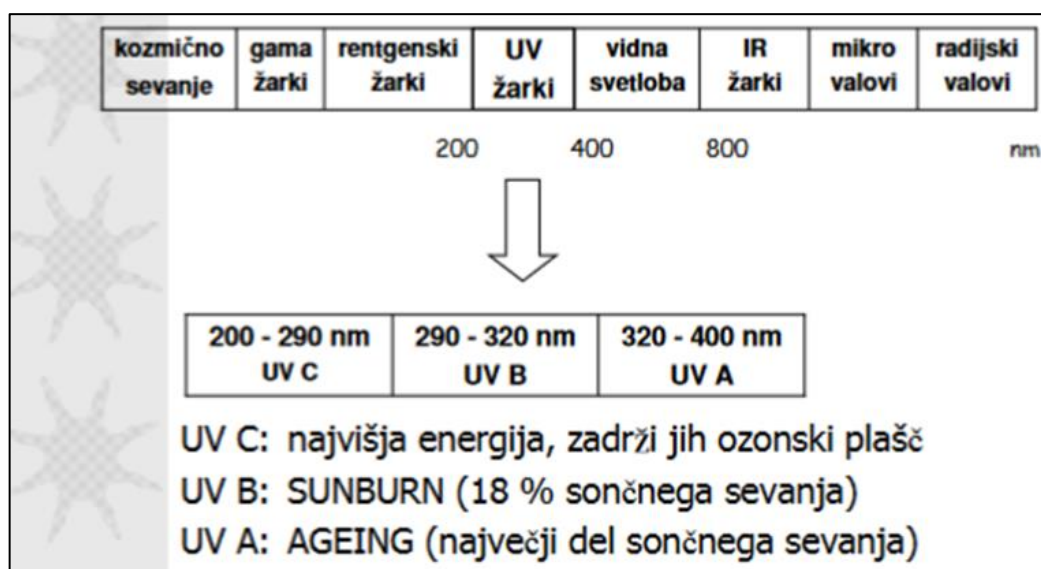 kozmično gama rentgenski UV vidna IR mikro radijski
sevanje žarki žarki žarki svetloba žarki valovi valovi
200 400 800 nm
200 - 290 nm 290 - 320 nm 320 - 400 nm
UV C UV B UV A
UV C: najvišja energija, zadrži jih ozonski plašč
UV B: SUNBURN (18 % sončnega sevanja)
UV A: AGEING (največji del sončnega sevanja)